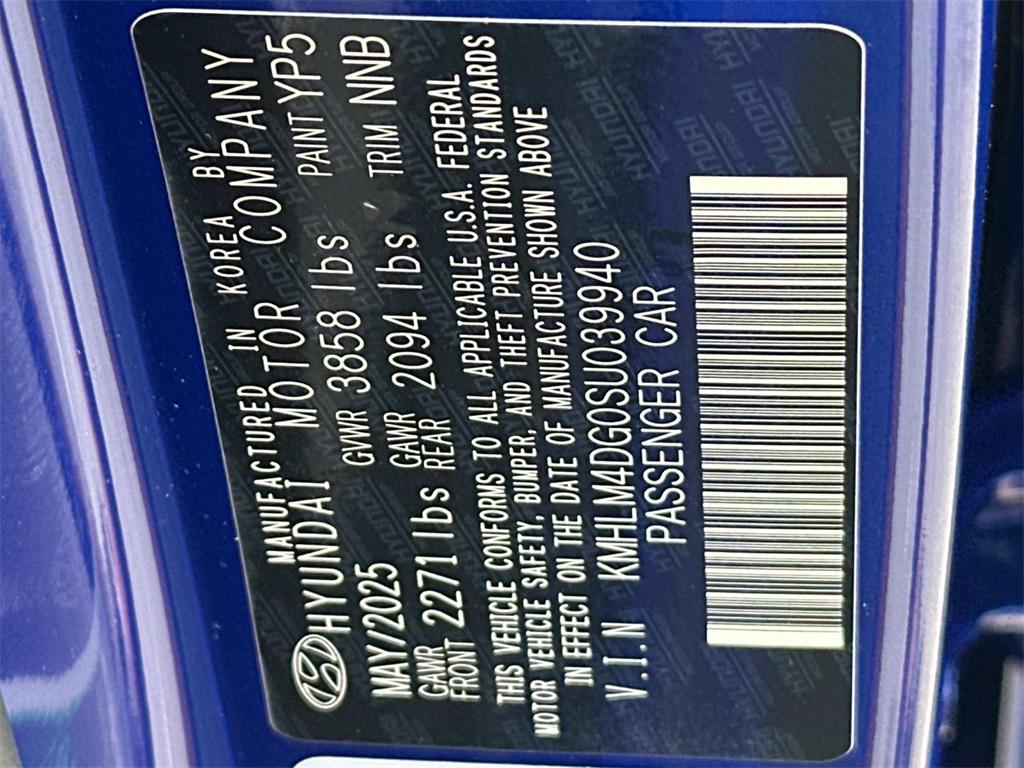 MANUFACTURED IN KOREA BY
HYUNDAI MOTOR COMPANY
MAY/2025 GVWR 3858 lbs PAINT YP5
GAWR FRONT 2271 lbs GAWR REAR 2094 lbs TRIM NNB
THIS VEHICLE CONFORMS TO ALL APPLICABLE U.S.A. FEDERAL
MOTOR VEHICLE SAFETY, BUMPER, AND THEFT PREVENTION STANDARDS
IN EFFECT ON THE DATE OF MANUFACTURE SHOWN ABOVE
V.I.N KMHLM4DG0SU039940
PASSENGER CAR